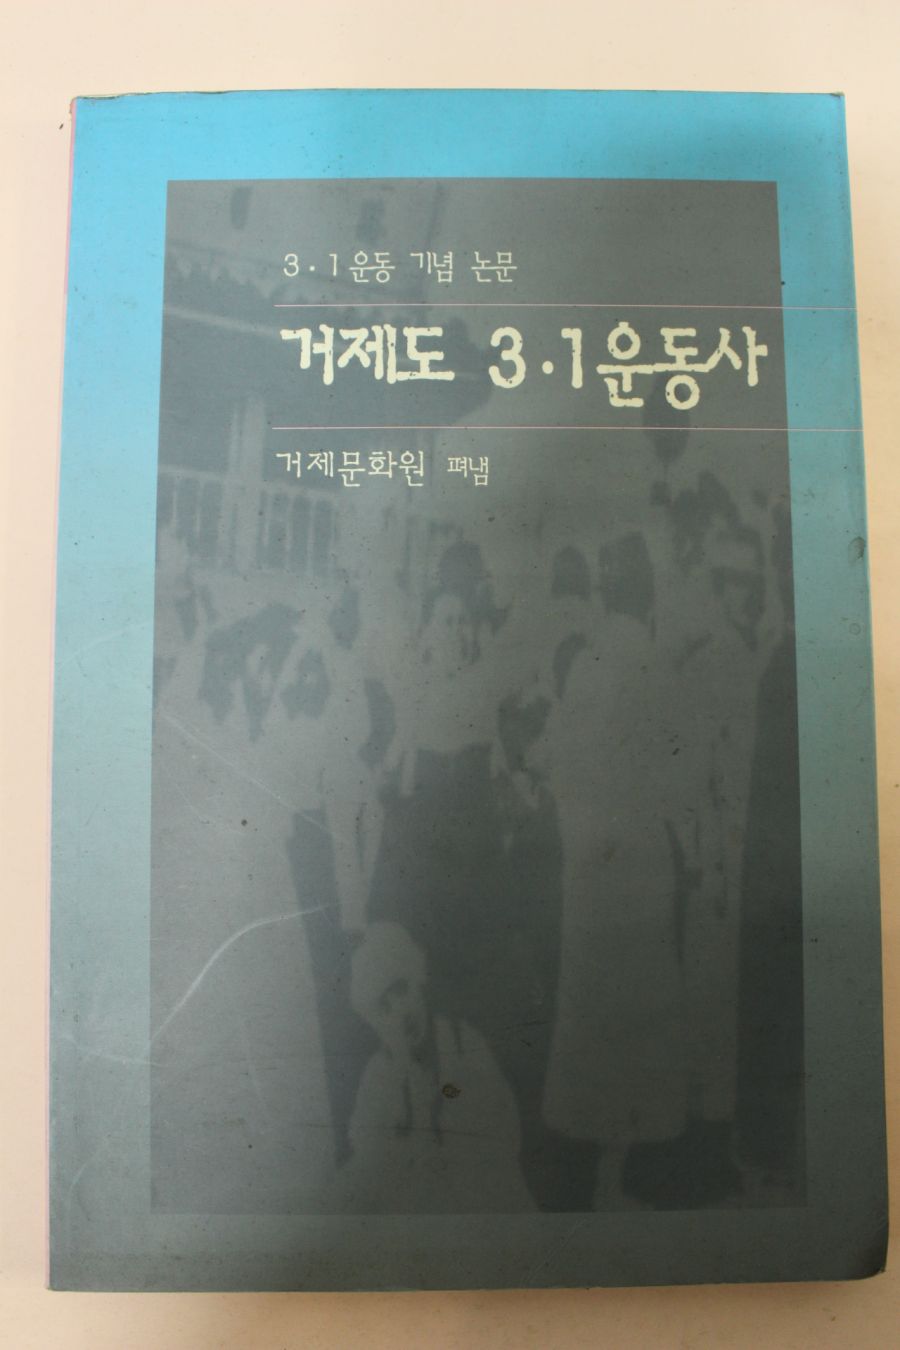 3·1운동 기념 논문
거제도 3·1운동사
거제문화원 펴냄